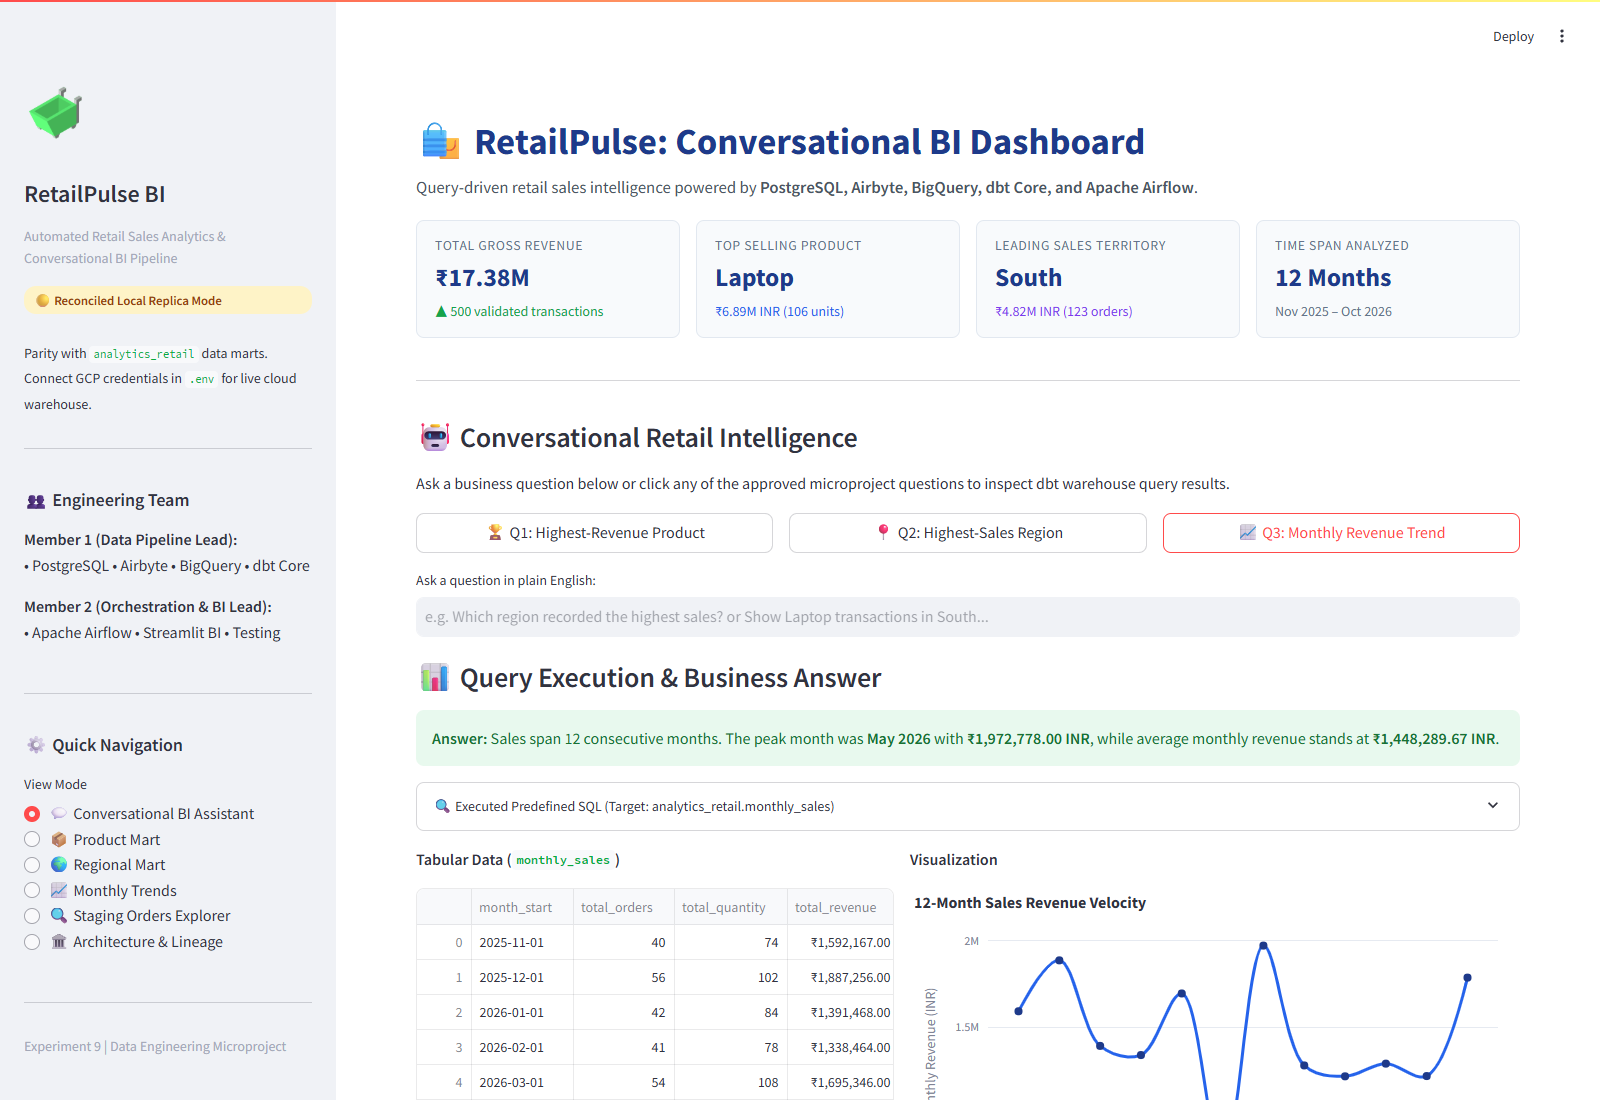 Deploy
RetailPulse BI
Automated Retail Sales Analytics &
Conversational BI Pipeline
Reconciled Local Replica Mode
Parity with analytics_retail data marts.
Connect GCP credentials in .env for live cloud
warehouse.
Engineering Team
Member 1 (Data Pipeline Lead):
• PostgreSQL • Airbyte • BigQuery • dbt Core
Member 2 (Orchestration & BI Lead):
• Apache Airflow • Streamlit BI • Testing
Quick Navigation
View Mode
Conversational BI Assistant
Product Mart
Regional Mart
Monthly Trends
Staging Orders Explorer
Architecture & Lineage
Experiment 9 | Data Engineering Microproject
RetailPulse: Conversational BI Dashboard
Query-driven retail sales intelligence powered by PostgreSQL, Airbyte, BigQuery, dbt Core, and Apache Airflow.
TOTAL GROSS REVENUE
₹17.38M
▲ 500 validated transactions
TOP SELLING PRODUCT
Laptop
₹6.89M INR (106 units)
LEADING SALES TERRITORY
South
₹4.82M INR (123 orders)
TIME SPAN ANALYZED
12 Months
Nov 2025 – Oct 2026
Conversational Retail Intelligence
Ask a business question below or click any of the approved microproject questions to inspect dbt warehouse query results.
Q1: Highest-Revenue Product
Q2: Highest-Sales Region
Q3: Monthly Revenue Trend
Ask a question in plain English:
e.g. Which region recorded the highest sales? or Show Laptop transactions in South...
Query Execution & Business Answer
Answer: Sales span 12 consecutive months. The peak month was May 2026 with ₹1,972,778.00 INR, while average monthly revenue stands at ₹1,448,289.67 INR.
Executed Predefined SQL (Target: analytics_retail.monthly_sales)
Tabular Data ( monthly_sales )
month_start total_orders total_quantity total_revenue
0 2025-11-01 40 74 ₹1,592,167.00
1 2025-12-01 56 102 ₹1,887,256.00
2 2026-01-01 42 84 ₹1,391,468.00
3 2026-02-01 41 78 ₹1,338,464.00
4 2026-03-01 54 108 ₹1,695,346.00
Visualization
12-Month Sales Revenue Velocity
2M
1.5M
nthly Revenue (INR)